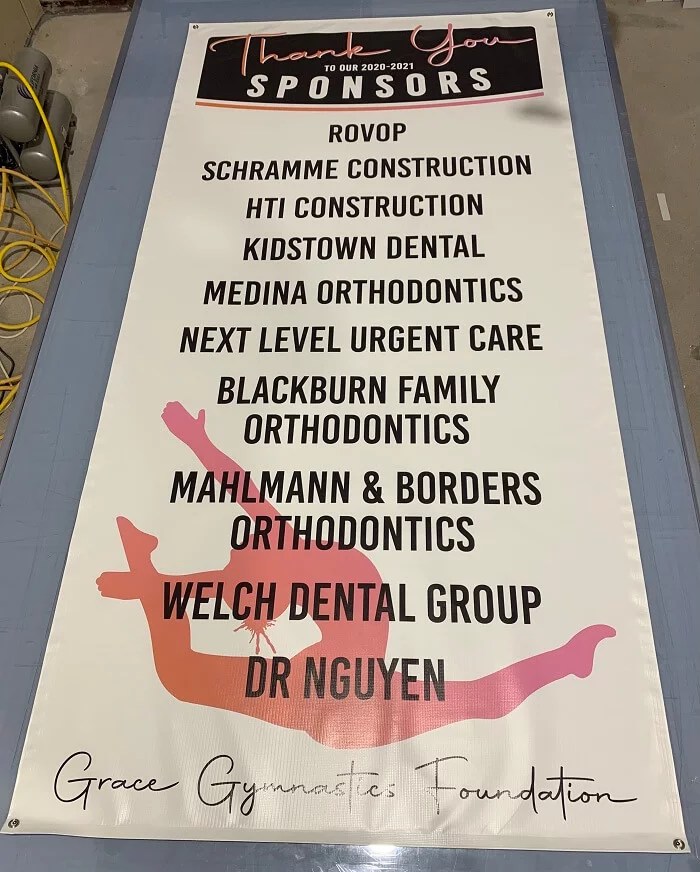 Thank You
TO OUR 2020-2021
SPONSORS
ROVOP
SCHRAMME CONSTRUCTION
HTI CONSTRUCTION
KIDSTOWN DENTAL
MEDINA ORTHODONTICS
NEXT LEVEL URGENT CARE
BLACKBURN FAMILY
ORTHODONTICS
MAHLMANN & BORDERS
ORTHODONTICS
WELCH DENTAL GROUP
DR NGUYEN
Grace Gymnastics Foundation